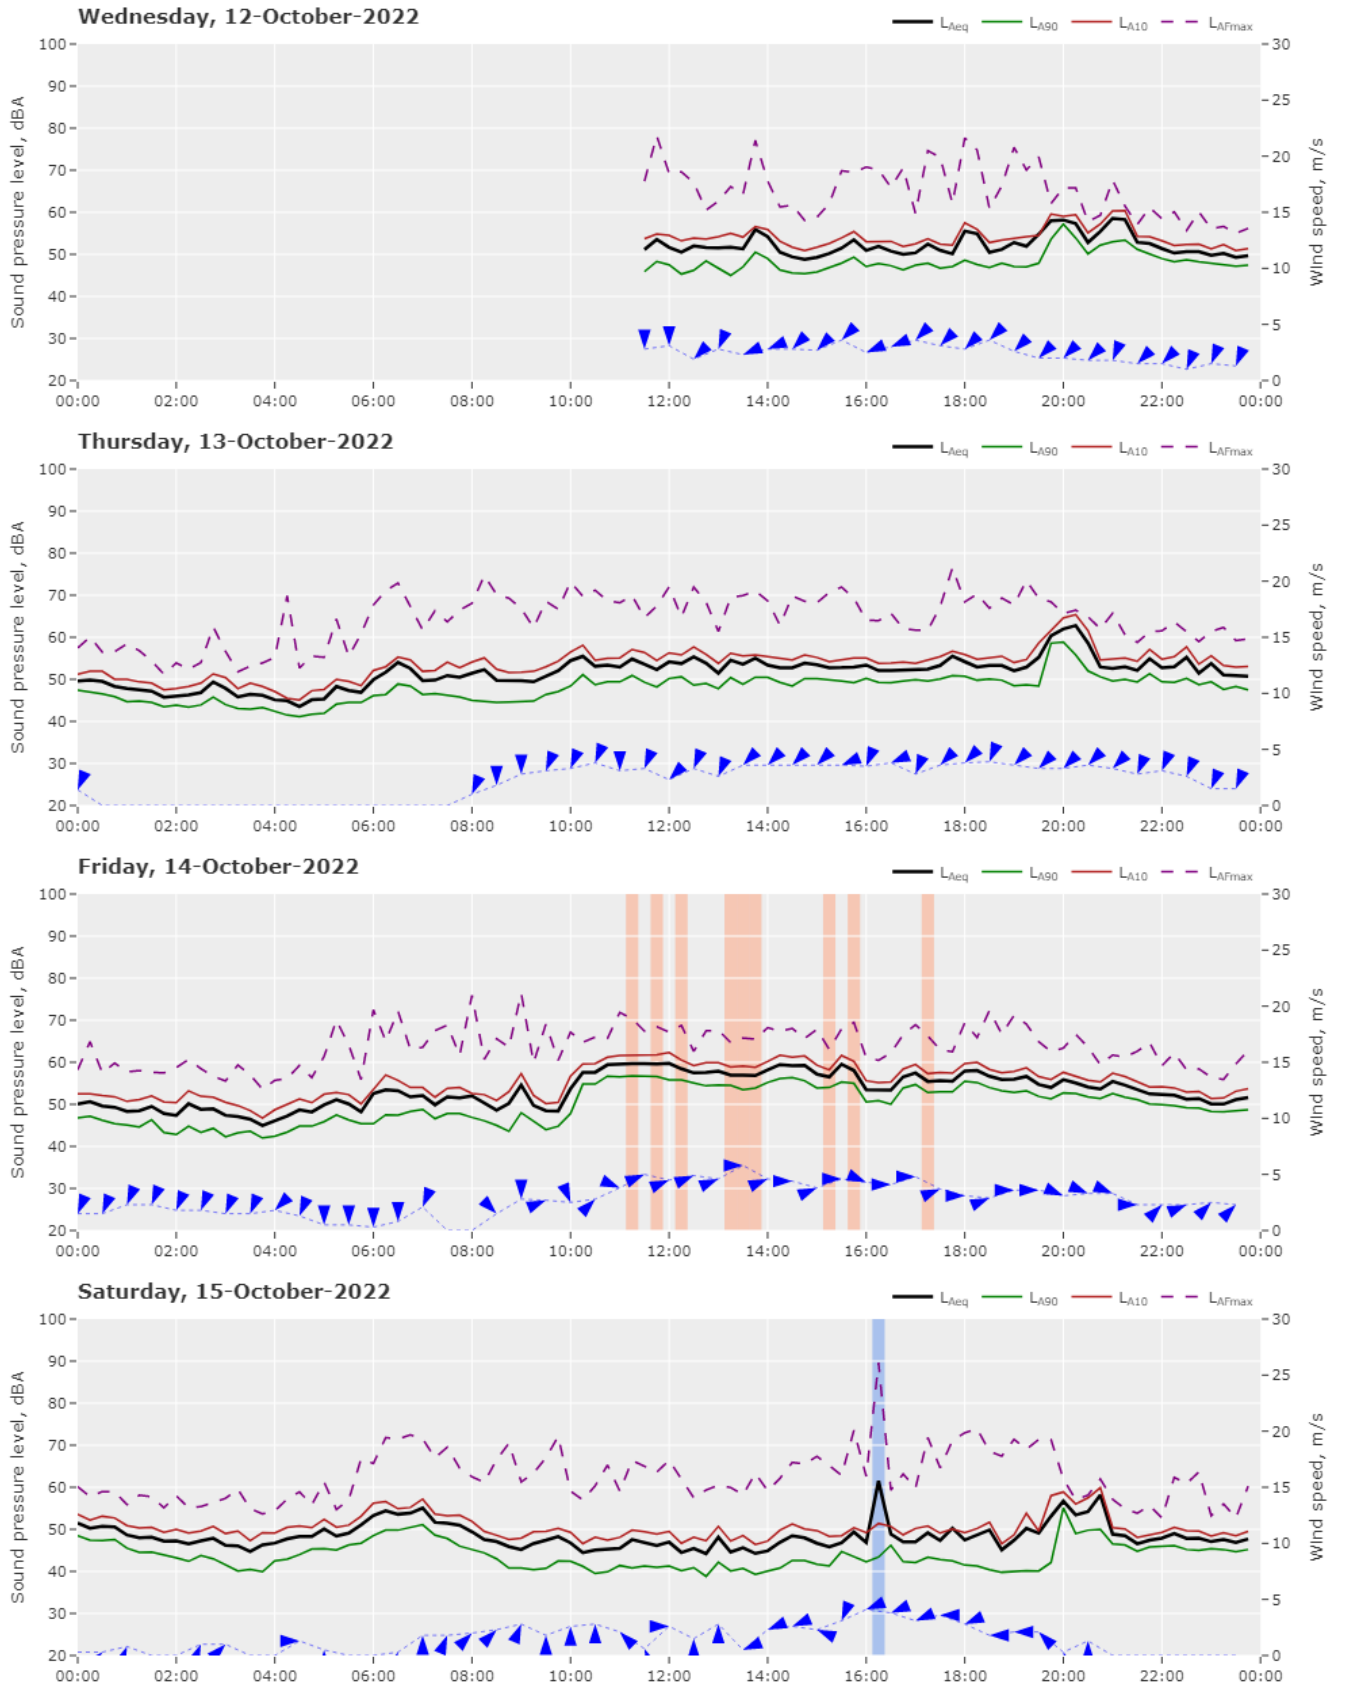 Wednesday, 12-October-2022
LAeq LA90 LA10 LAFmax
100 90 80 70 60 50 40 30 20
Sound pressure level, dBA
30 25 20 15 10 5 0
Wind speed, m/s
00:00 02:00 04:00 06:00 08:00 10:00 12:00 14:00 16:00 18:00 20:00 22:00 00:00
Thursday, 13-October-2022
LAeq LA90 LA10 LAFmax
100 90 80 70 60 50 40 30 20
Sound pressure level, dBA
30 25 20 15 10 5 0
Wind speed, m/s
00:00 02:00 04:00 06:00 08:00 10:00 12:00 14:00 16:00 18:00 20:00 22:00 00:00
Friday, 14-October-2022
LAeq LA90 LA10 LAFmax
100 90 80 70 60 50 40 30 20
Sound pressure level, dBA
30 25 20 15 10 5 0
Wind speed, m/s
00:00 02:00 04:00 06:00 08:00 10:00 12:00 14:00 16:00 18:00 20:00 22:00 00:00
Saturday, 15-October-2022
LAeq LA90 LA10 LAFmax
100 90 80 70 60 50 40 30 20
Sound pressure level, dBA
30 25 20 15 10 5 0
Wind speed, m/s
00:00 02:00 04:00 06:00 08:00 10:00 12:00 14:00 16:00 18:00 20:00 22:00 00:00